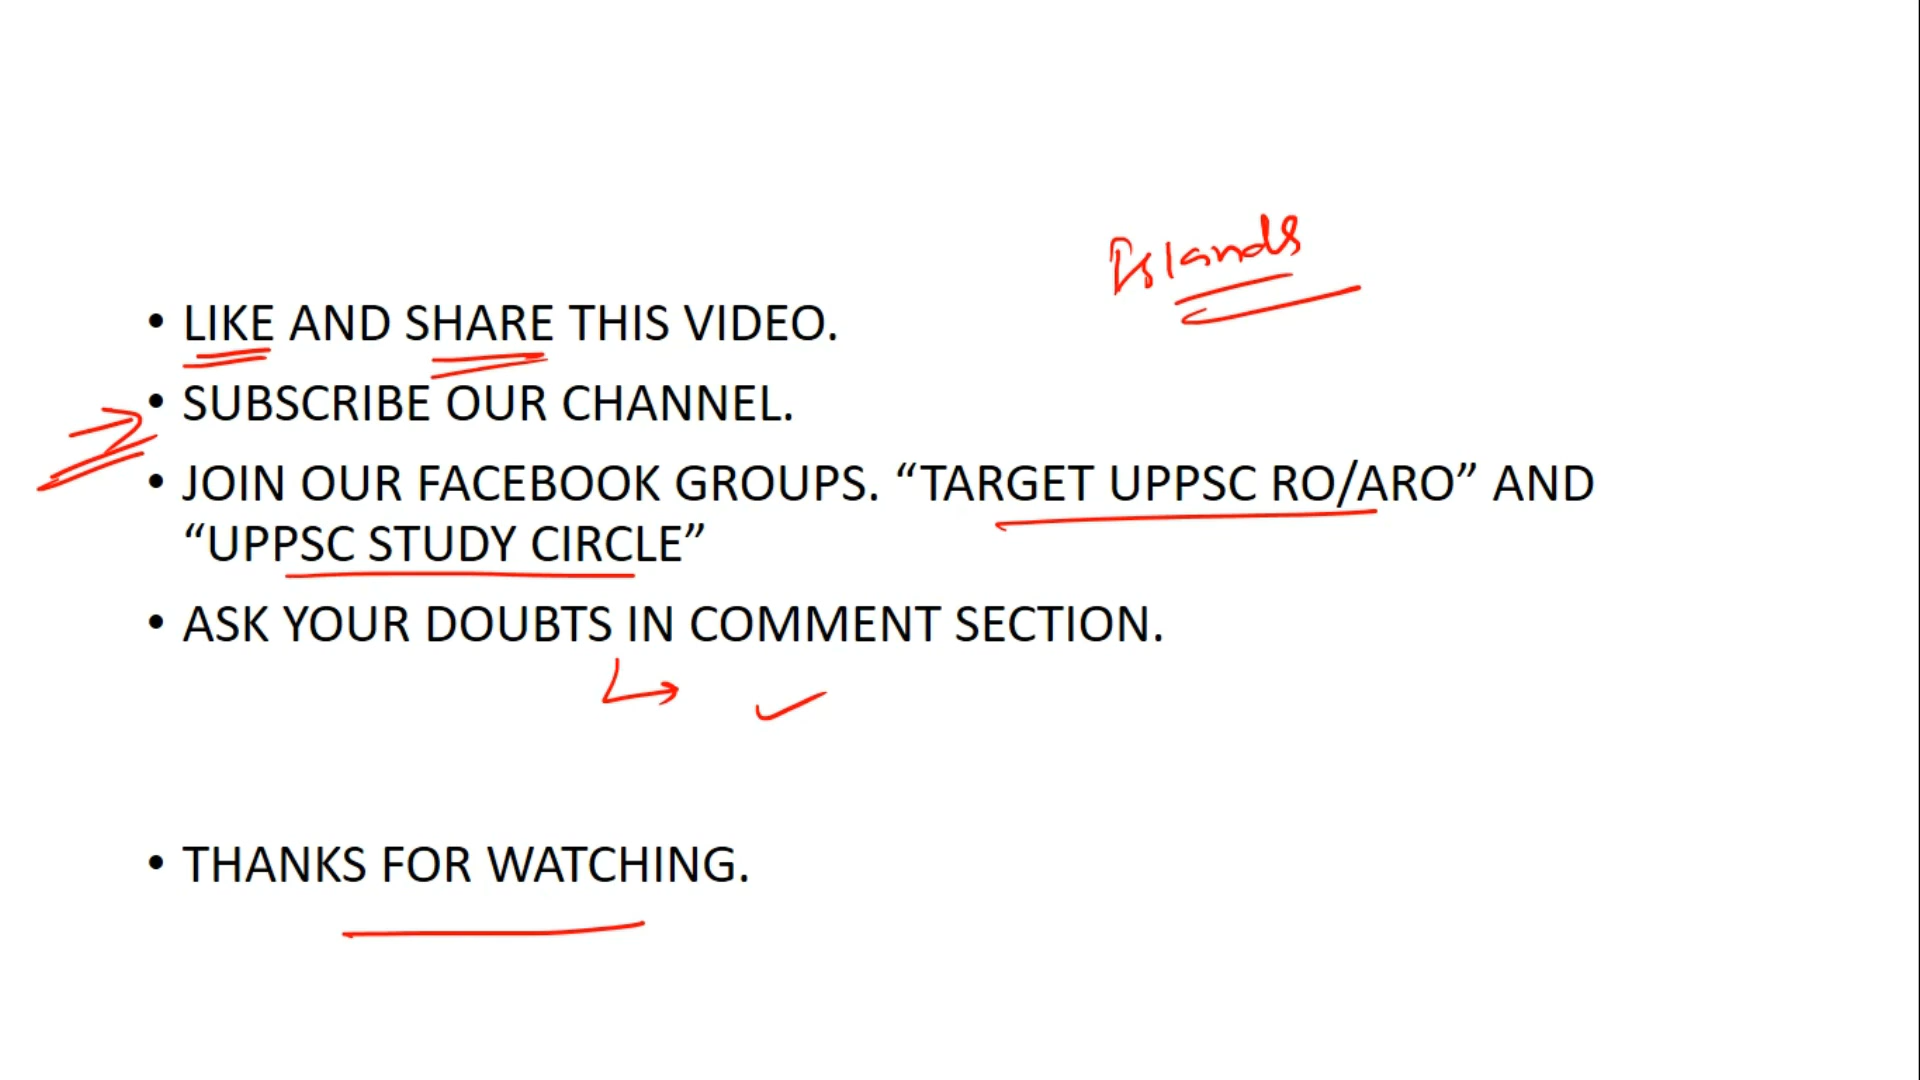 Islands
• LIKE AND SHARE THIS VIDEO.
• SUBSCRIBE OUR CHANNEL.
• JOIN OUR FACEBOOK GROUPS. “TARGET UPPSC RO/ARO” AND
“UPPSC STUDY CIRCLE”
• ASK YOUR DOUBTS IN COMMENT SECTION.
• THANKS FOR WATCHING.